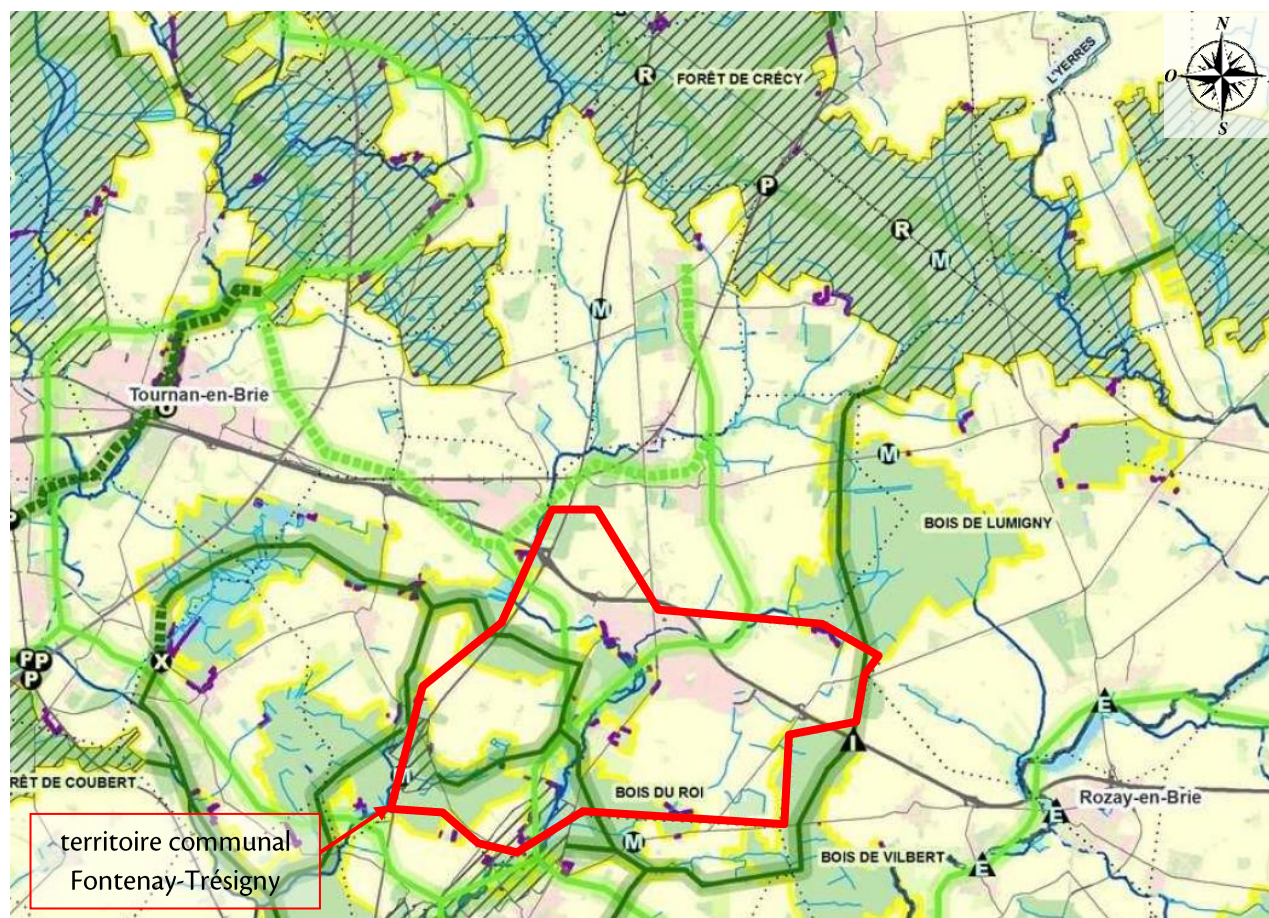 N
O
S
L'YERRES
R
FORÊT DE CRÉCY
P
R
M
M
Tournan-en-Brie
O
M
BOIS DE LUMIGNY
P P
P
X
E
I
M
RÊT DE COUBERT
BOIS DU ROI
Rozay-en-Brie
E
M
BOIS DE VILBERT
E
territoire communal
Fontenay-Trésigny